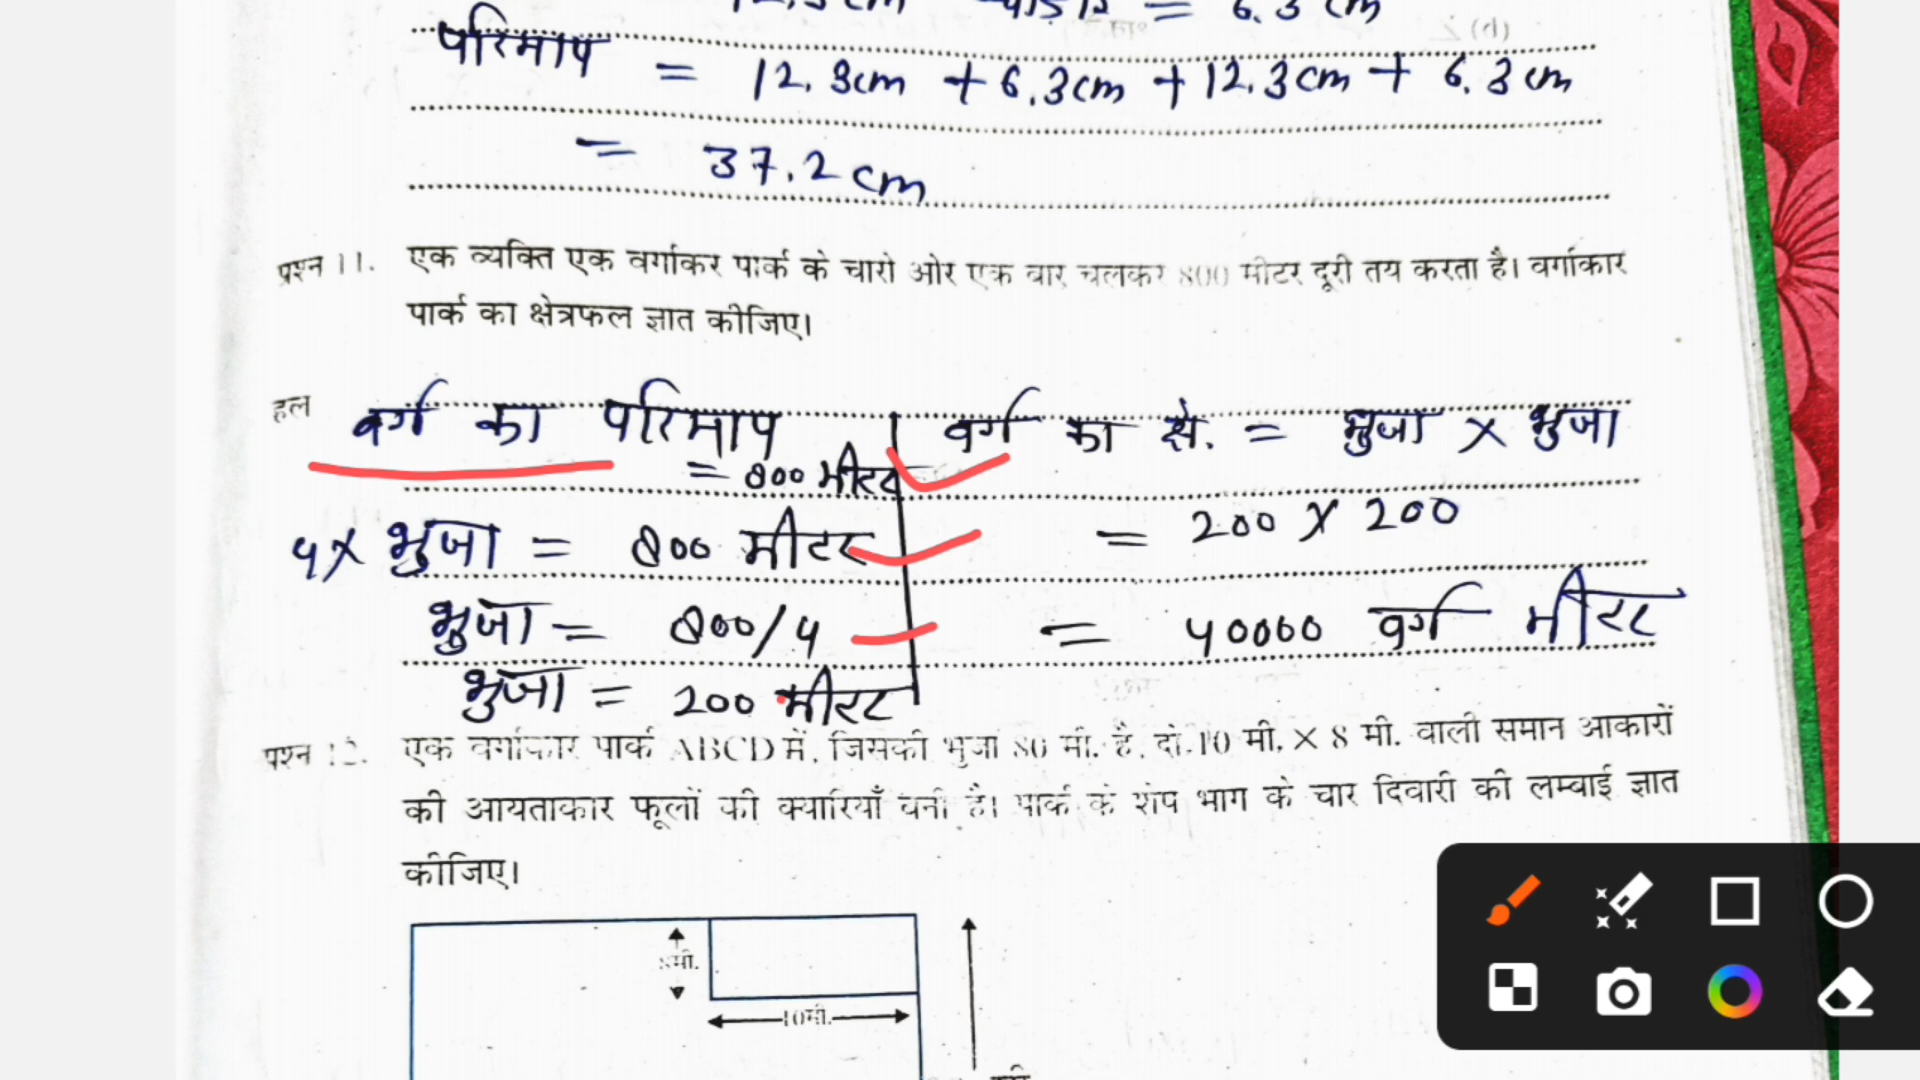 परिमाप = 12.3cm + 6.3cm + 12.3cm + 6.3cm
= 37.2cm
प्रश्न 11. एक व्यक्ति एक वर्गाकर पार्क के चारो ओर एक बार चलकर 800 मीटर दूरी तय करता है। वर्गाकार
पार्क का क्षेत्रफल ज्ञात कीजिए।
हल
वर्ग का परिमाप
= 800 मीटर
4× भुजा = 800 मीटर
भुजा = 800/4
भुजा = 200 मीटर
वर्ग का क्षे. = भुजा × भुजा
= 200 × 200
= 40000 वर्ग मीटर
प्रश्न 12. एक वर्गाकार पार्क ABCD में, जिसकी भुजा 80 मी. है, दो 10 मी. × 8 मी. वाली समान आकारों
की आयताकार फूलों की क्यारियाँ बनी है। पार्क के शेष भाग के चार दिवारी की लम्बाई ज्ञात
कीजिए।
8मी.
10मी.